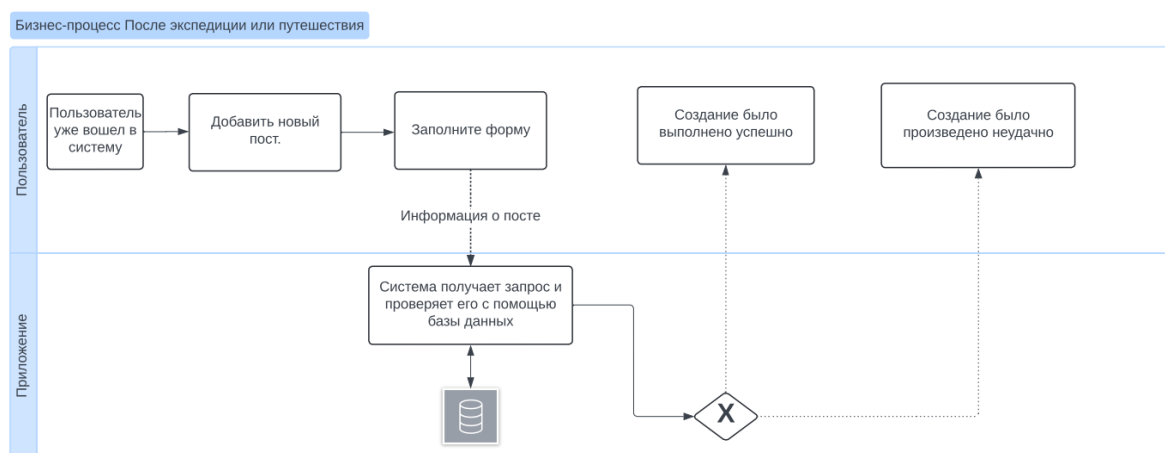 Бизнес-процесс После экспедиции или путешествия
Пользователь
Пользователь
уже вошел в
систему
Добавить новый
пост.
Заполните форму
Создание было
выполнено успешно
Создание было
произведено неудачно
Информация о посте
Приложение
Система получает запрос и
проверяет его с помощью
базы данных
X